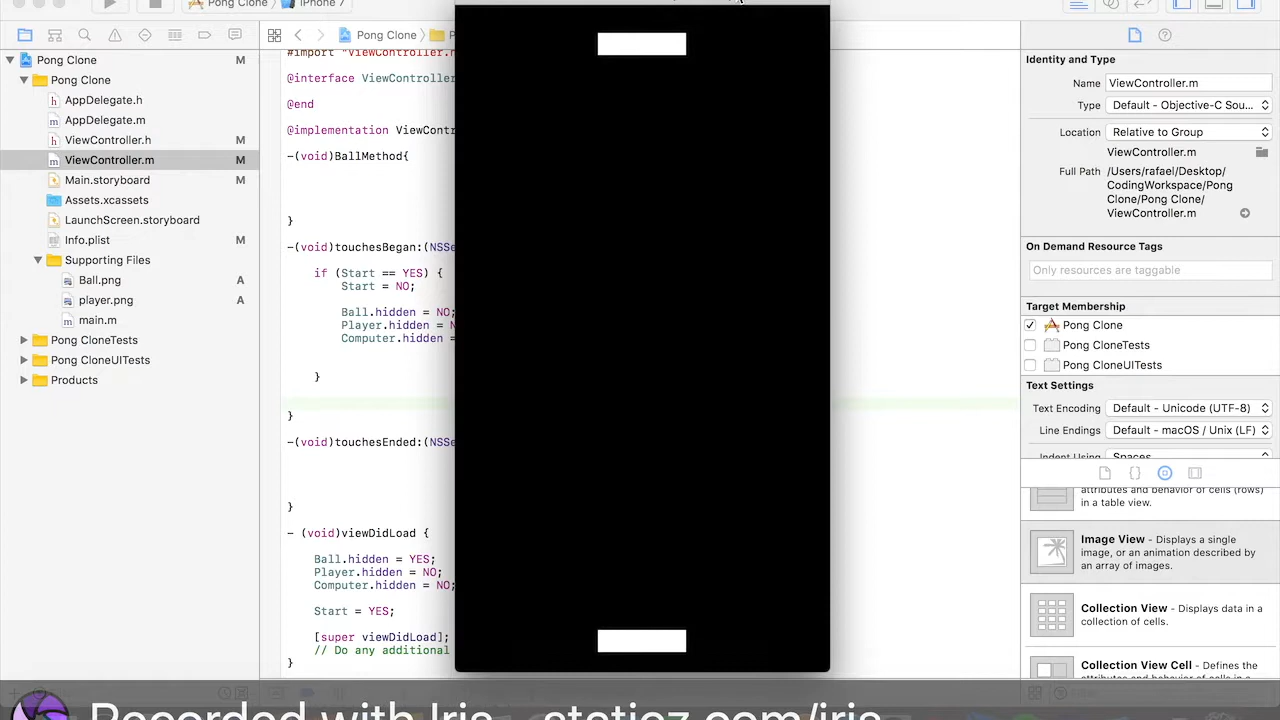 Pong Clone iPhone 7
Pong Clone M
Pong Clone
AppDelegate.h
AppDelegate.m
ViewController.h M
ViewController.m M
Main.storyboard M
Assets.xcassets
LaunchScreen.storyboard
Info.plist M
Supporting Files
Ball.png A
player.png A
main.m
Pong CloneTests
Pong CloneUITests
Products
Pong Clone
#import "ViewController.h
@interface ViewController
@end
@implementation ViewContr
-(void)BallMethod{
}
-(void)touchesBegan:(NSSe
if (Start == YES) {
Start = NO;
Ball.hidden = NO;
Player.hidden = N
Computer.hidden =
}
}
-(void)touchesEnded:(NSSe
}
- (void)viewDidLoad {
Ball.hidden = YES;
Player.hidden = NO;
Computer.hidden = NO;
Start = YES;
[super viewDidLoad];
// Do any additional
}
Identity and Type
Name ViewController.m
Type Default - Objective-C Sou...
Location Relative to Group
ViewController.m
Full Path /Users/rafael/Desktop/
CodingWorkspace/Pong
Clone/Pong Clone/
ViewController.m
On Demand Resource Tags
Only resources are taggable
Target Membership
Pong Clone
Pong CloneTests
Pong CloneUITests
Text Settings
Text Encoding Default - Unicode (UTF-8)
Line Endings Default - macOS / Unix (LF)
Indent Using Spaces
attributes and behavior of cells (rows)
in a table view.
Image View - Displays a single
image, or an animation described by
an array of images.
Collection View - Displays data in a
collection of cells.
Collection View Cell - Defines the
attributes and behavior of cells in a
Recorded with Iris - staticz.com/iris